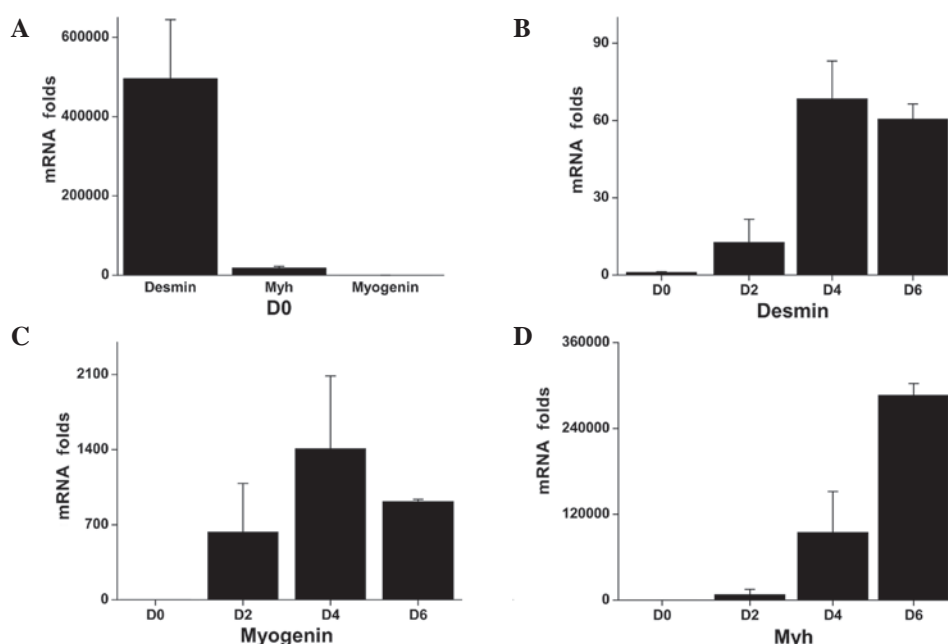 A
mRNA folds
600000
400000
200000
0
Desmin Myh Myogenin
D0
B
mRNA folds
90
60
30
0
D0 D2 D4 D6
Desmin
C
mRNA folds
2100
1400
700
0
D0 D2 D4 D6
Myogenin
D
mRNA folds
360000
240000
120000
0
D0 D2 D4 D6
Myh